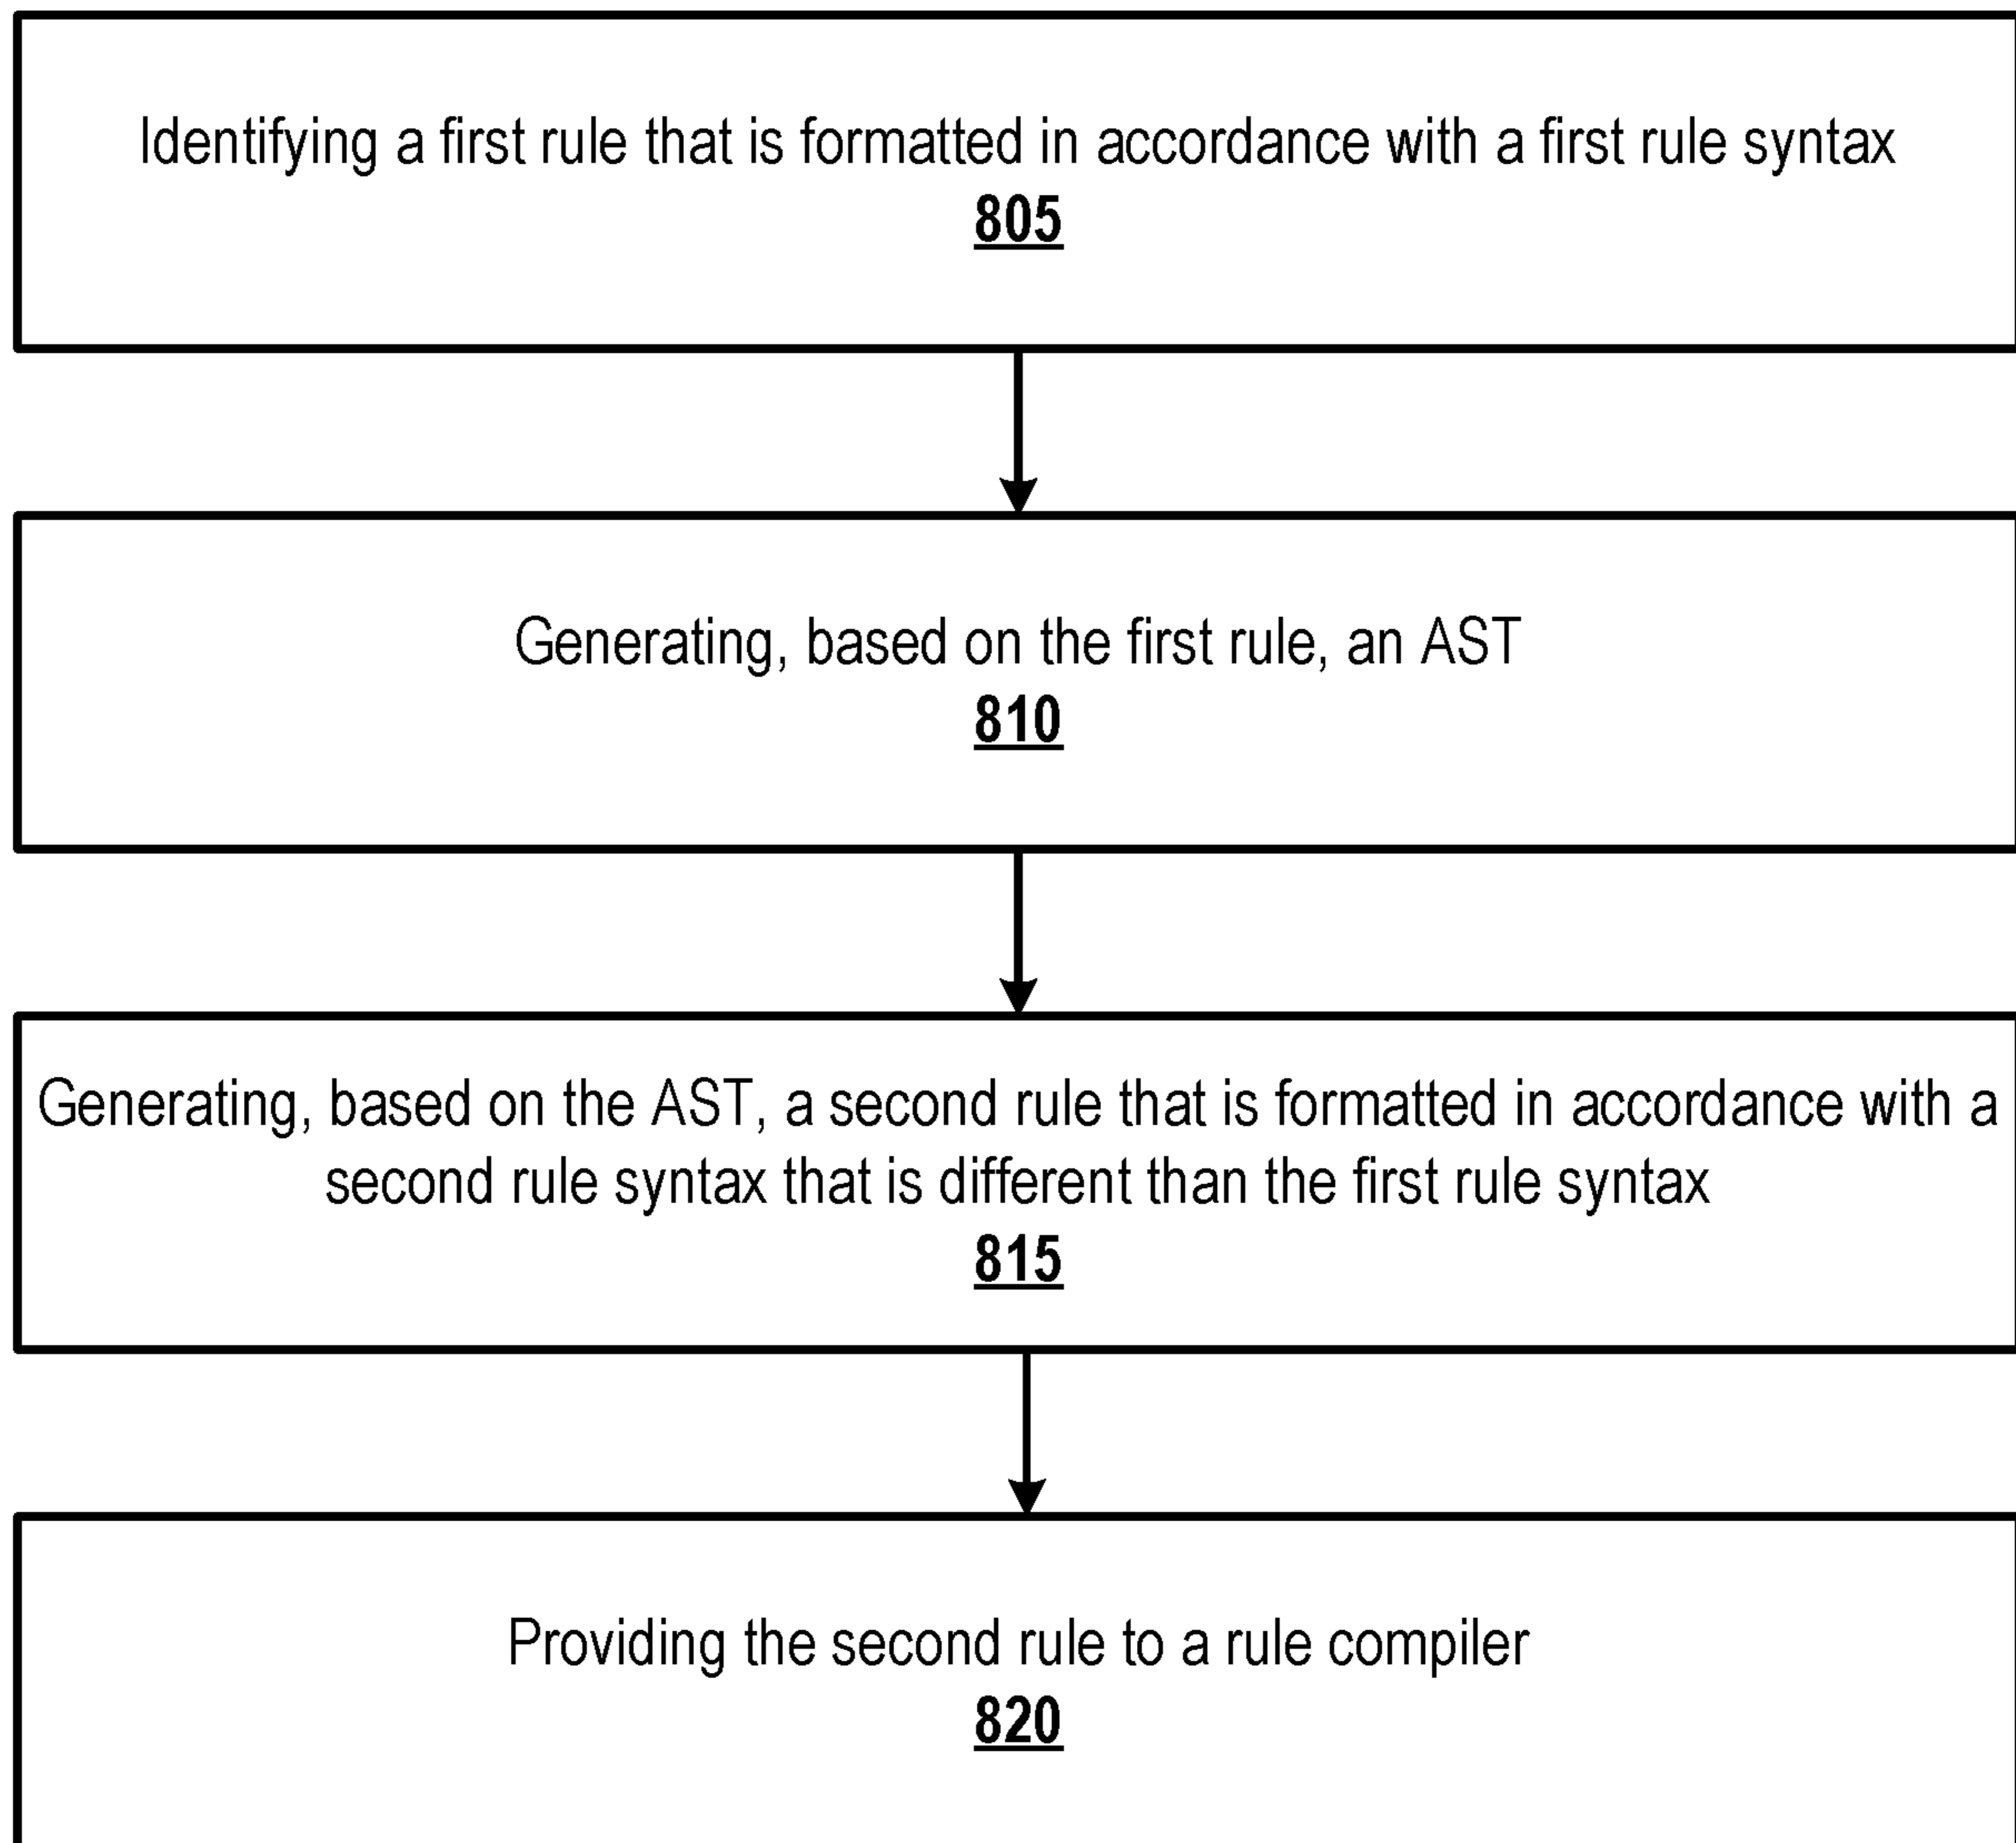 Identifying a first rule that is formatted in accordance with a first rule syntax
805
Generating, based on the first rule, an AST
810
Generating, based on the AST, a second rule that is formatted in accordance with a
second rule syntax that is different than the first rule syntax
815
Providing the second rule to a rule compiler
820